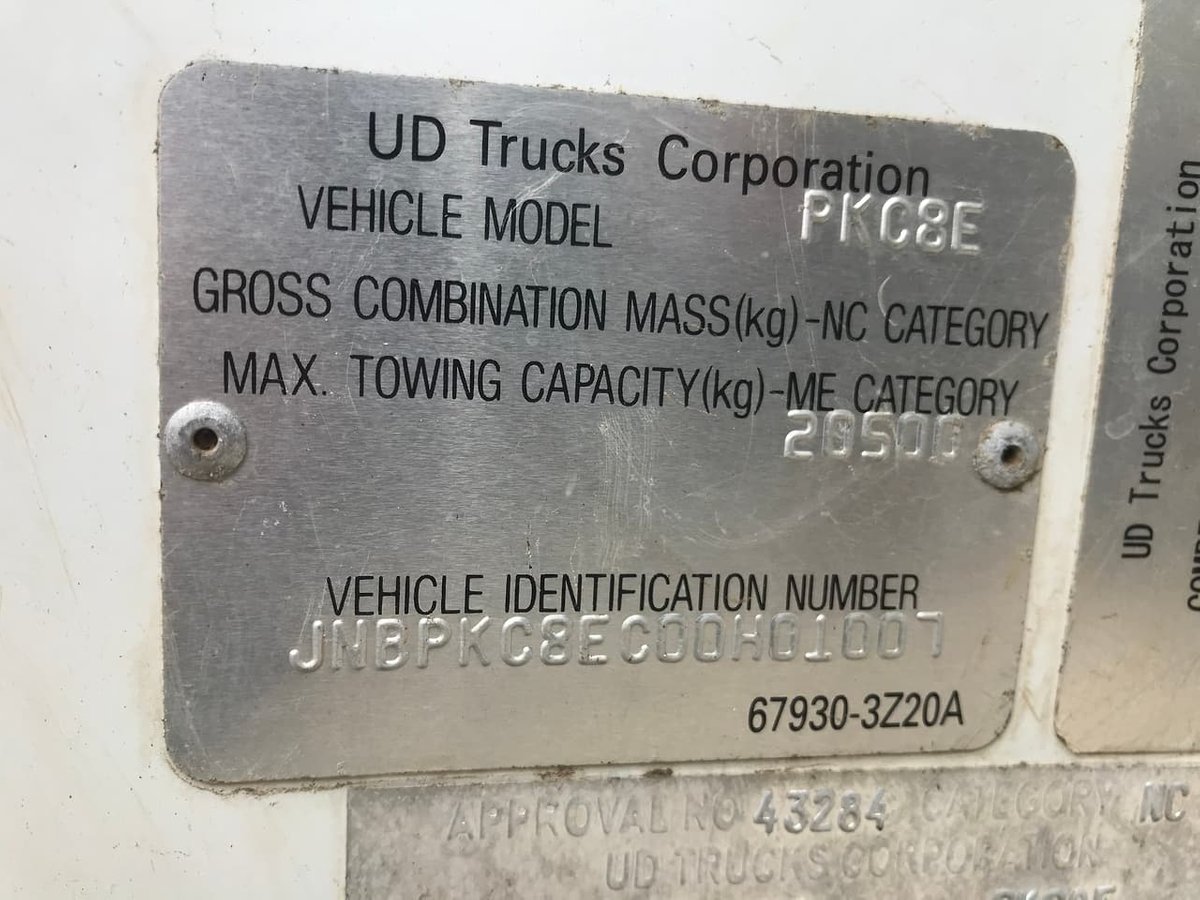 UD Trucks Corporation
VEHICLE MODEL PKC8E
GROSS COMBINATION MASS(kg)-NC CATEGORY
MAX. TOWING CAPACITY(kg)-ME CATEGORY
20500
VEHICLE IDENTIFICATION NUMBER
JNBPKC8EC00H01007
67930-3Z20A
APPROVAL NO 43284 CATEGORY NC
UD TRUCKS CORPORATION
UD Trucks Corporation